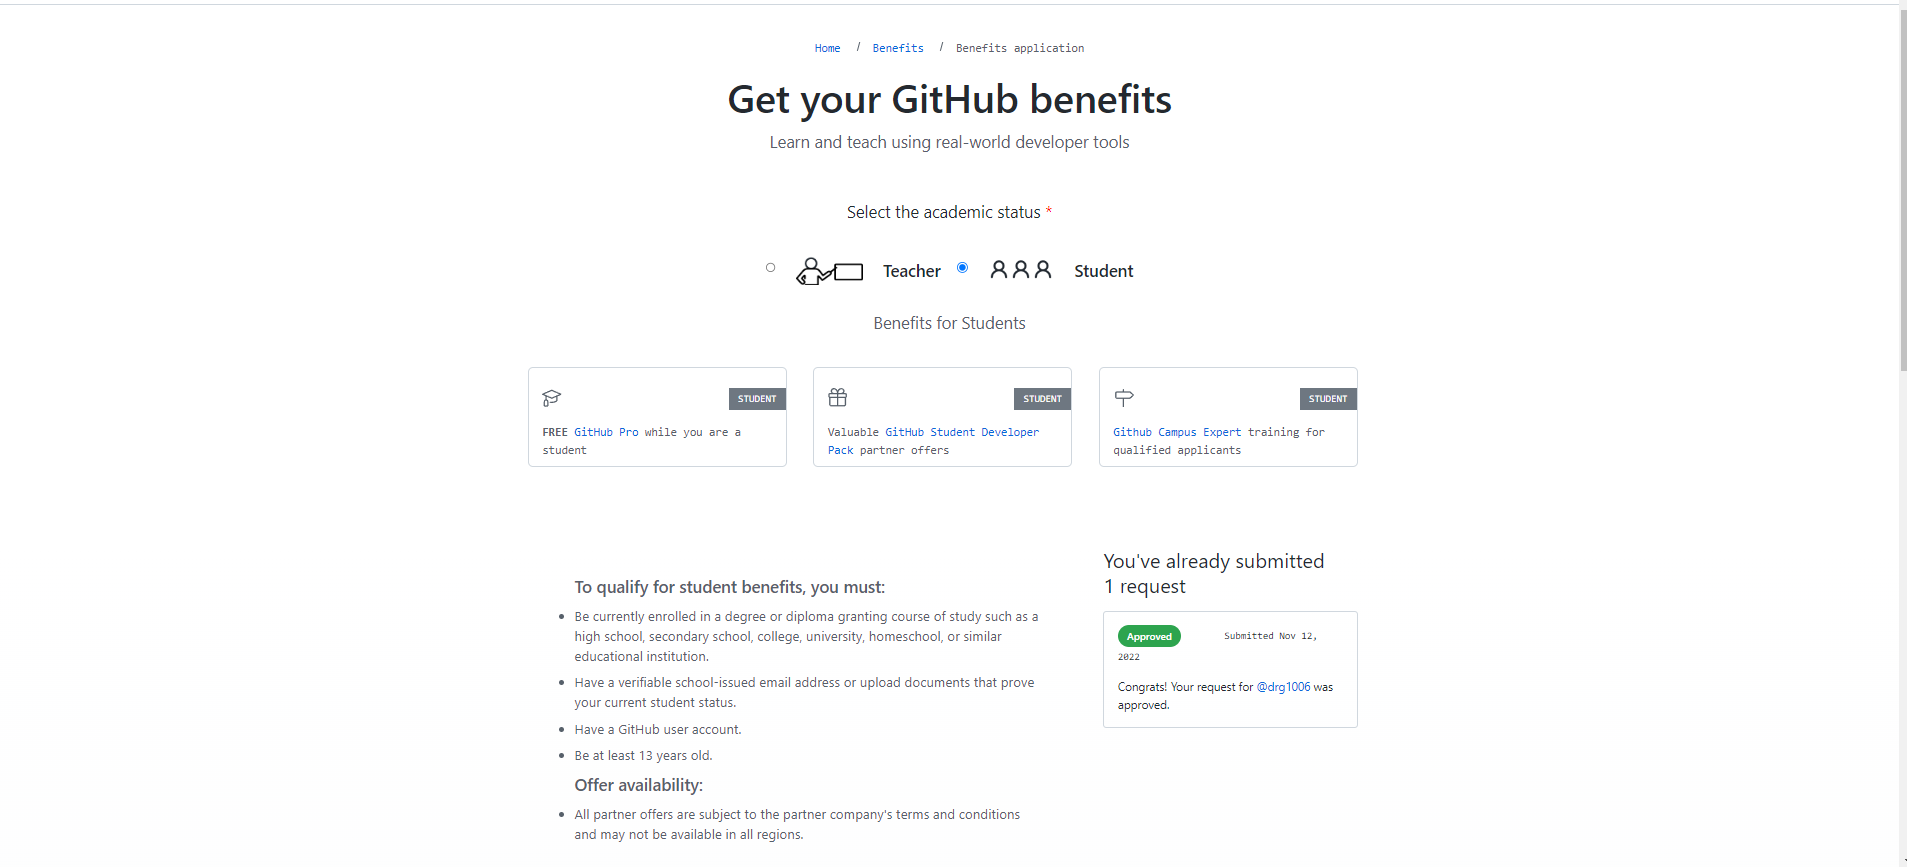 Home / Benefits / Benefits application
Get your GitHub benefits
Learn and teach using real-world developer tools
Select the academic status *
Teacher Student
Benefits for Students
STUDENT
FREE GitHub Pro while you are a
student
STUDENT
Valuable GitHub Student Developer
Pack partner offers
STUDENT
Github Campus Expert training for
qualified applicants
To qualify for student benefits, you must:
• Be currently enrolled in a degree or diploma granting course of study such as a
high school, secondary school, college, university, homeschool, or similar
educational institution.
• Have a verifiable school-issued email address or upload documents that prove
your current student status.
• Have a GitHub user account.
• Be at least 13 years old.
Offer availability:
• All partner offers are subject to the partner company's terms and conditions
and may not be available in all regions.
You've already submitted
1 request
Approved Submitted Nov 12,
2022
Congrats! Your request for @drg1006 was
approved.